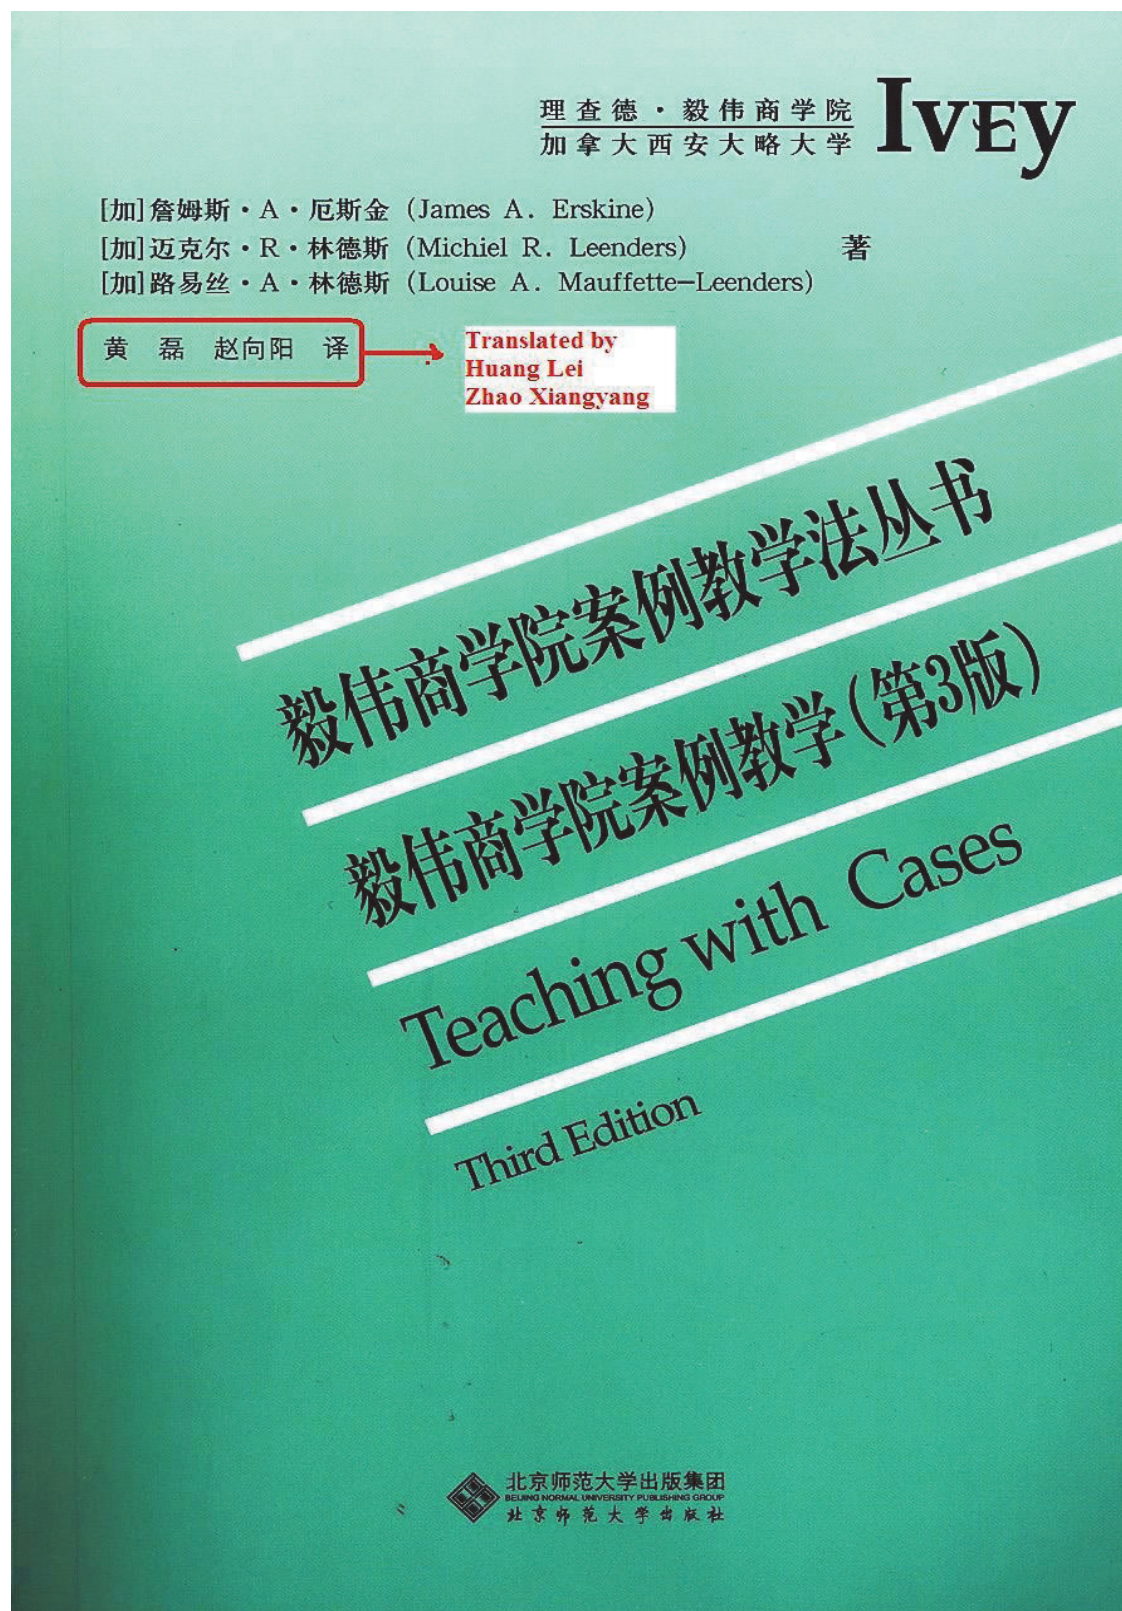 理查德·毅伟商学院
加拿大西安大略大学
IVEY
[加]詹姆斯·A·厄斯金（James A. Erskine）
[加]迈克尔·R·林德斯（Michiel R. Leenders）
著
[加]路易丝·A·林德斯（Louise A. Mauffette—Leenders）
黄 磊 赵向阳 译
Translated by
Huang Lei
Zhao Xiangyang
毅伟商学院案例教学法丛书
毅伟商学院案例教学(第3版)
Teaching with Cases
Third Edition
北京师范大学出版集团
BEIJING NORMAL UNIVERSITY PUBLISHING GROUP
北京师范大学出版社